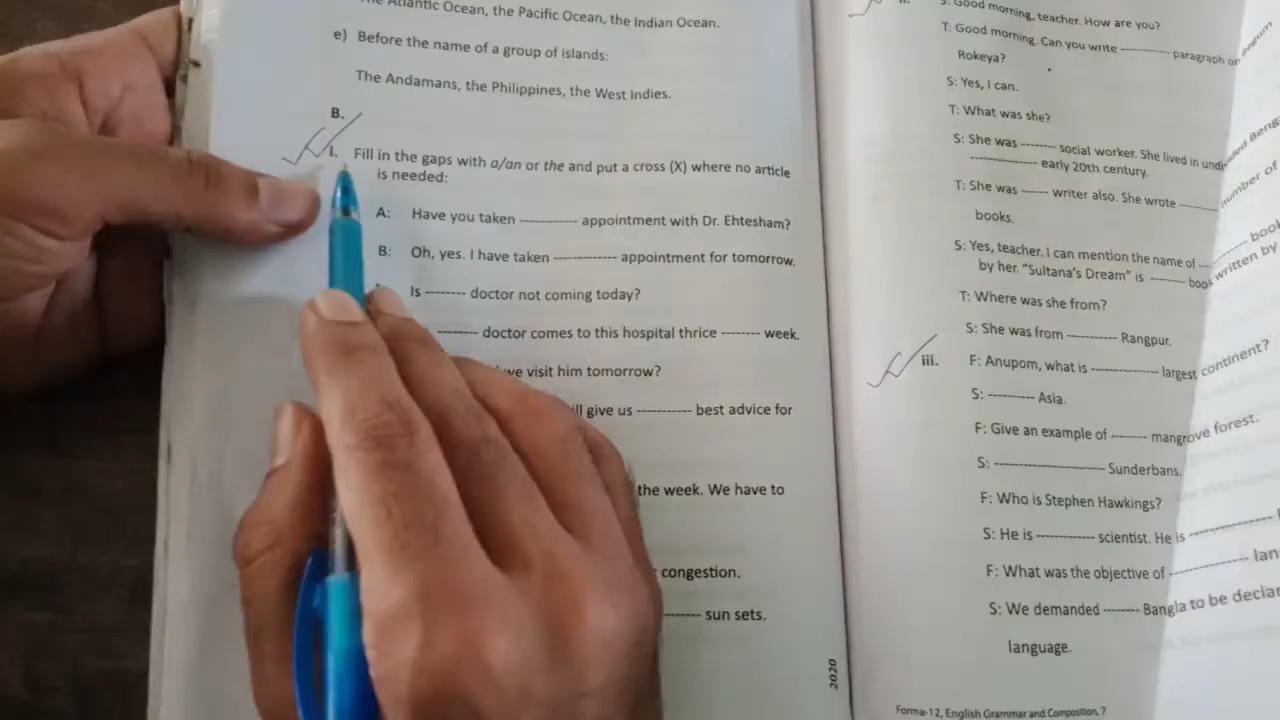 The Atlantic Ocean, the Pacific Ocean, the Indian Ocean.
e) Before the name of a group of islands:
The Andamans, the Philippines, the West Indies.
B.
i. Fill in the gaps with a/an or the and put a cross (X) where no article
is needed:
A: Have you taken ----------- appointment with Dr. Ehtesham?
B: Oh, yes. I have taken ------------ appointment for tomorrow.
Is -------- doctor not coming today?
-------- doctor comes to this hospital thrice -------- week.
we visit him tomorrow?
give us ----------- best advice for
the week. We have to
congestion.
-------- sun sets.
2020
S: Good morning, teacher. How are you?
T: Good morning. Can you write ----------- paragraph on
Rokeya?
S: Yes, I can.
T: What was she?
S: She was -------- social worker. She lived in undivided
--------------- early 20th century.
T: She was ------ writer also. She wrote --------- number of
books.
S: Yes, teacher. I can mention the name of ----------
by her. "Sultana's Dream" is -------- book written by
T: Where was she from?
S: She was from ----------- Rangpur.
iii. F: Anupom, what is --------------- largest continent?
S: ----------- Asia.
F: Give an example of -------- mangrove forest.
S: ------------------------- Sunderbans.
F: Who is Stephen Hawkings?
S: He is ------------- scientist. He is ------------------
F: What was the objective of -----------------
S: We demanded -------- Bangla to be
language.
Forma-12, English Grammar and Composition, 7